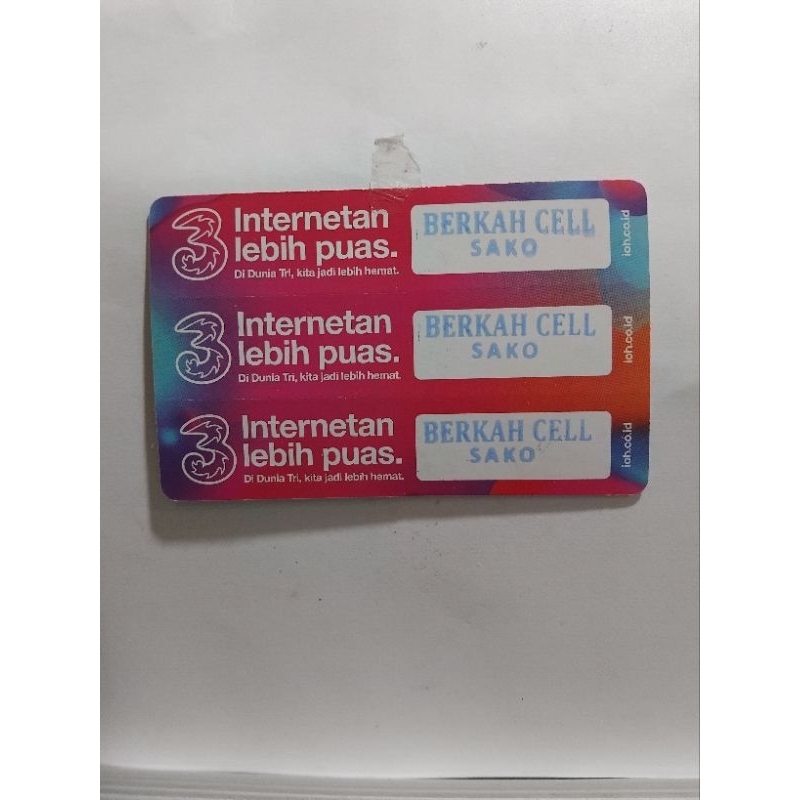 3 Internetan
lebih puas.
Di Dunia Tri, kita jadi lebih hemat.
BERKAH CELL
SAKO
ioh.co.id
3 Internetan
lebih puas.
Di Dunia Tri, kita jadi lebih hemat.
BERKAH CELL
SAKO
ioh.co.id
3 Internetan
lebih puas.
Di Dunia Tri, kita jadi lebih hemat.
BERKAH CELL
SAKO
ioh.co.id